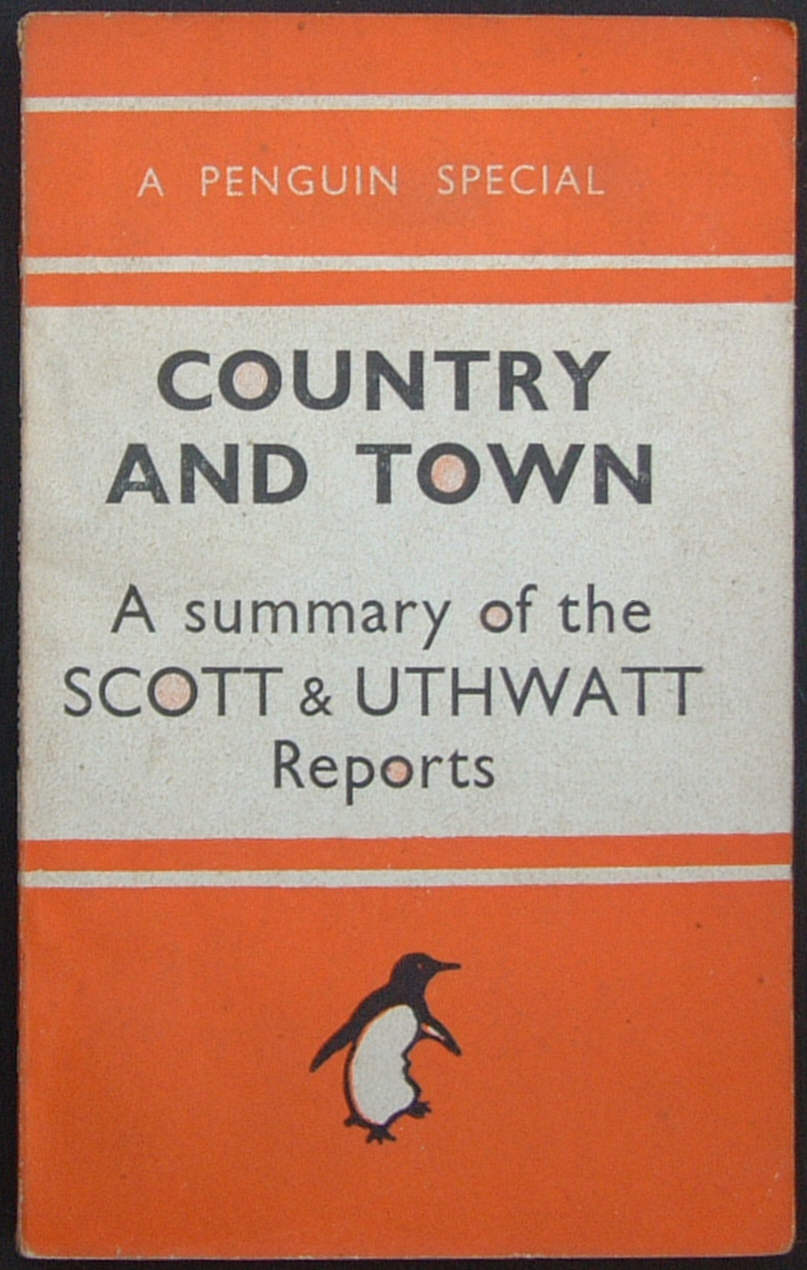 A PENGUIN SPECIAL
COUNTRY
AND TOWN
A summary of the
SCOTT & UTHWATT
Reports